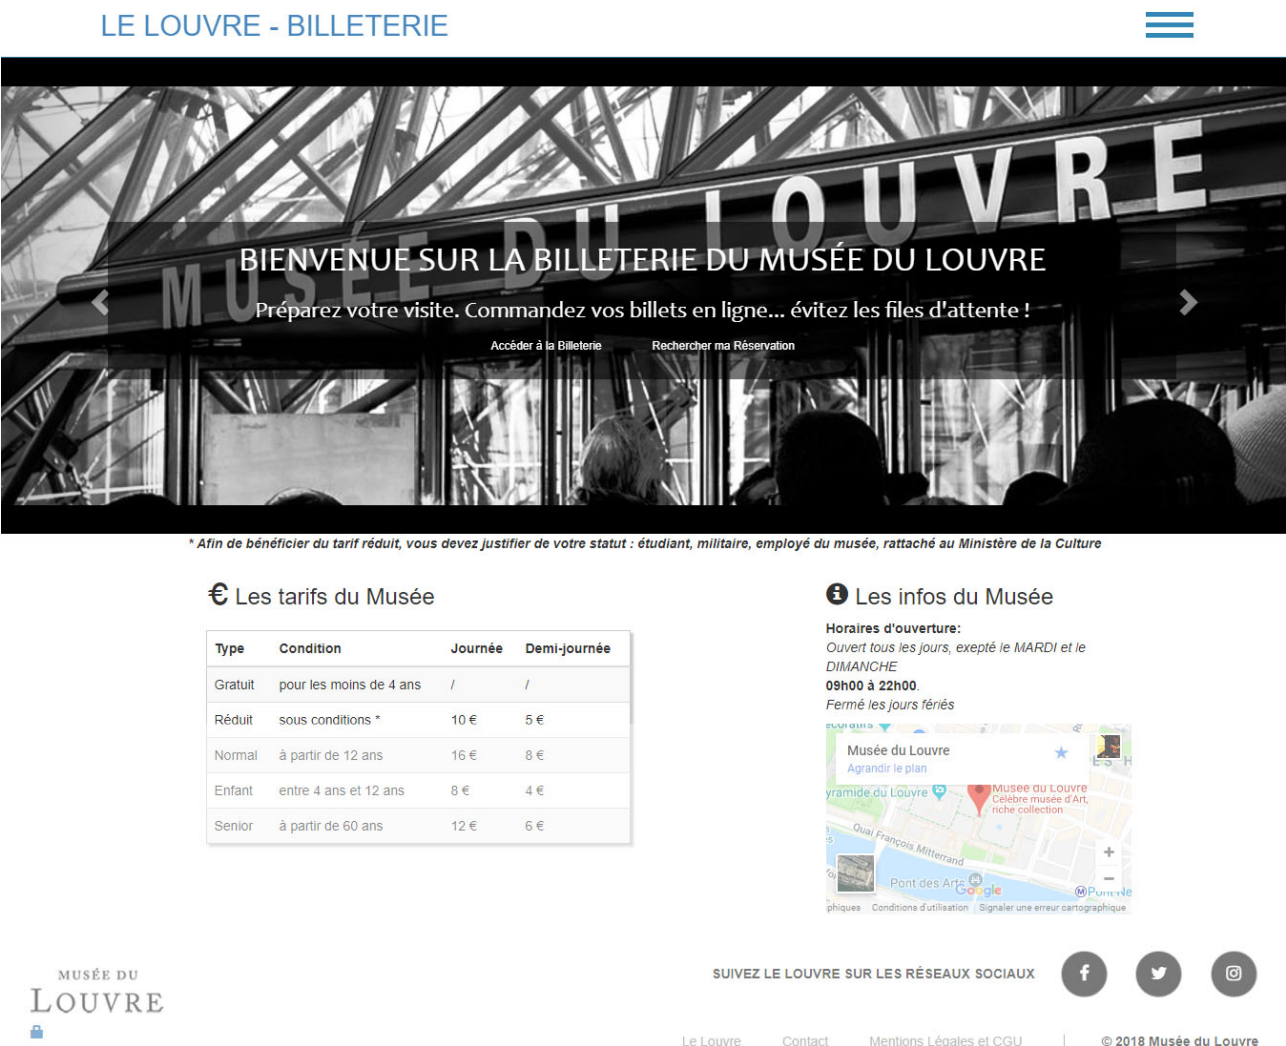 LE LOUVRE - BILLETERIE
MUSÉE DU LOUVRE
BIENVENUE SUR LA BILLETERIE DU MUSÉE DU LOUVRE
Préparez votre visite. Commandez vos billets en ligne... évitez les files d'attente !
Accéder à la Billeterie Rechercher ma Réservation
* Afin de bénéficier du tarif réduit, vous devez justifier de votre statut : étudiant, militaire, employé du musée, rattaché au Ministère de la Culture
€ Les tarifs du Musée
Type Condition Journée Demi-journée
Gratuit pour les moins de 4 ans / /
Réduit sous conditions * 10 € 5 €
Normal à partir de 12 ans 16 € 8 €
Enfant entre 4 ans et 12 ans 8 € 4 €
Senior à partir de 60 ans 12 € 6 €
Les infos du Musée
Horaires d'ouverture:
Ouvert tous les jours, exepté le MARDI et le
DIMANCHE
09h00 à 22h00.
Fermé les jours fériés
Musée du Louvre
Agrandir le plan
yramide du Louvre
Musée du Louvre
Célèbre musée d'Art,
riche collection
Quai François Mitterrand
Pont des Arts
Google
Pont Ne
phiques Conditions d'utilisation Signaler une erreur cartographique
MUSÉE DU
LOUVRE
SUIVEZ LE LOUVRE SUR LES RÉSEAUX SOCIAUX
Le Louvre Contact Mentions Légales et CGU | © 2018 Musée du Louvre